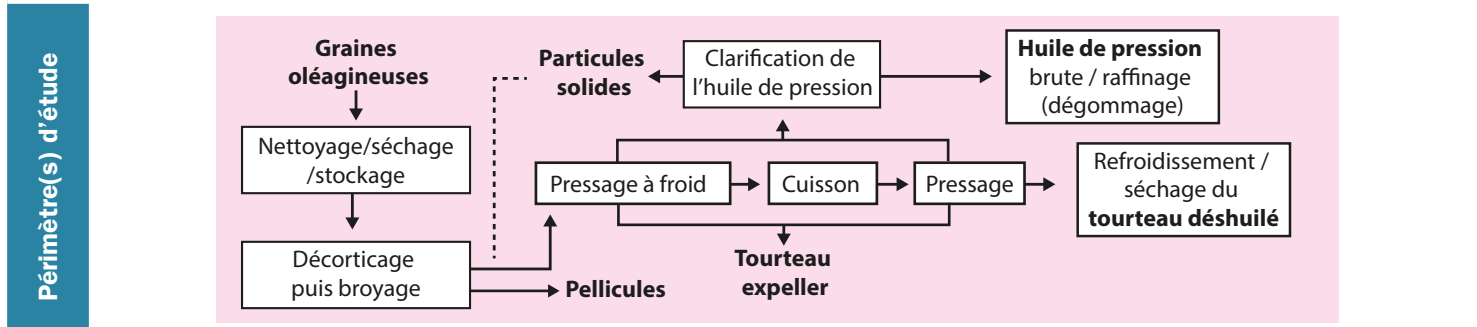 Périmètre(s) d'étude
Graines
oléagineuses
Nettoyage/séchage
/stockage
Décorticage
puis broyage
Pellicules
Particules
solides
Clarification de
l'huile de pression
Huile de pression
brute / raffinage
(dégommage)
Pressage à froid
Cuisson
Pressage
Refroidissement /
séchage du
tourteau déshuilé
Tourteau
expeller